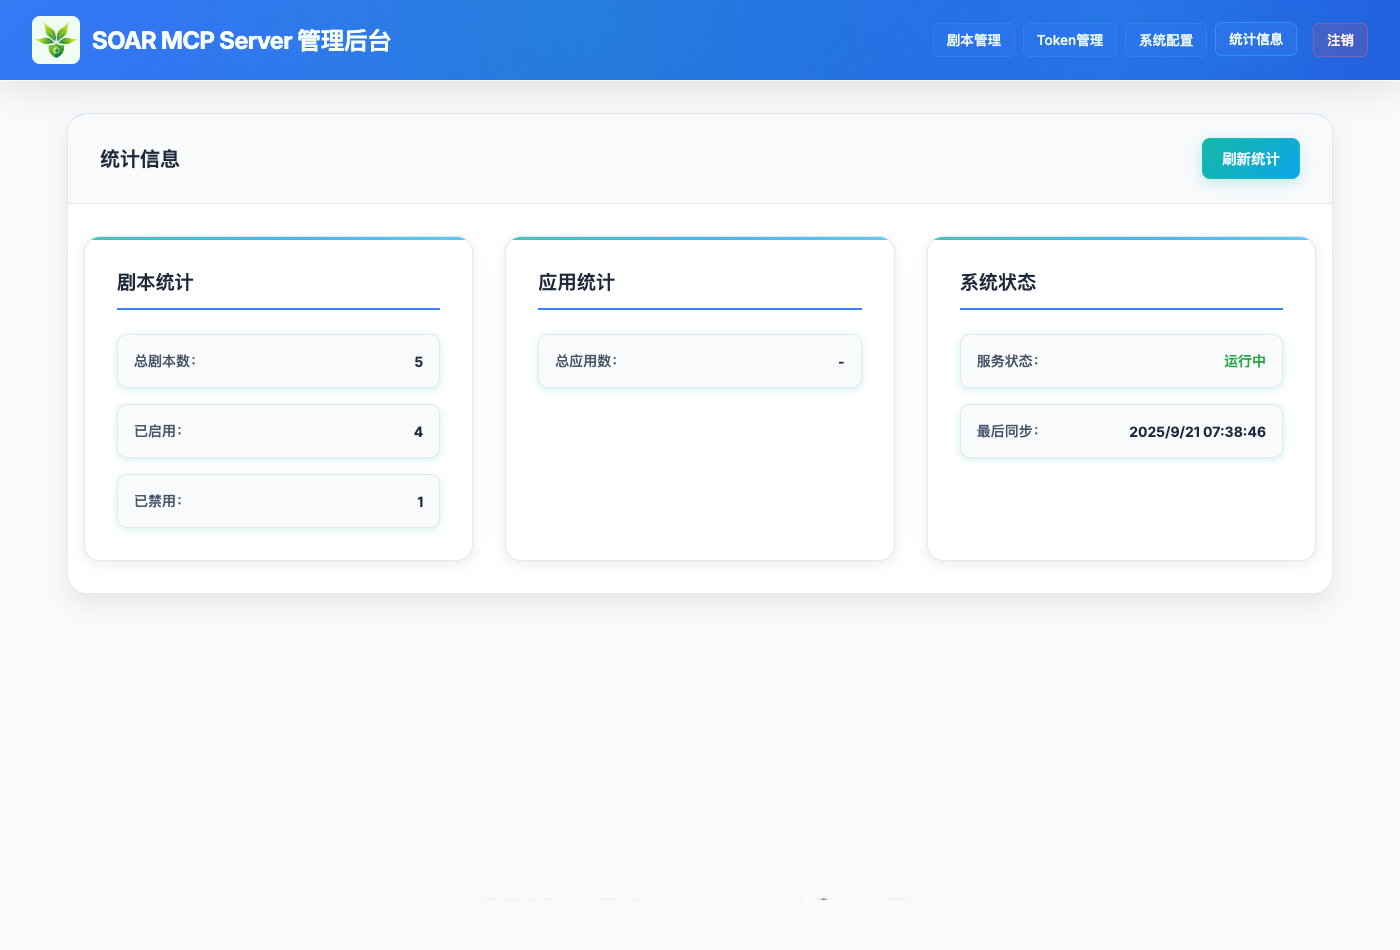 SOAR MCP Server 管理后台
剧本管理 Token管理 系统配置 统计信息 注销
统计信息
刷新统计
剧本统计
总剧本数: 5
已启用: 4
已禁用: 1
应用统计
总应用数: -
系统状态
服务状态: 运行中
最后同步: 2025/9/21 07:38:46